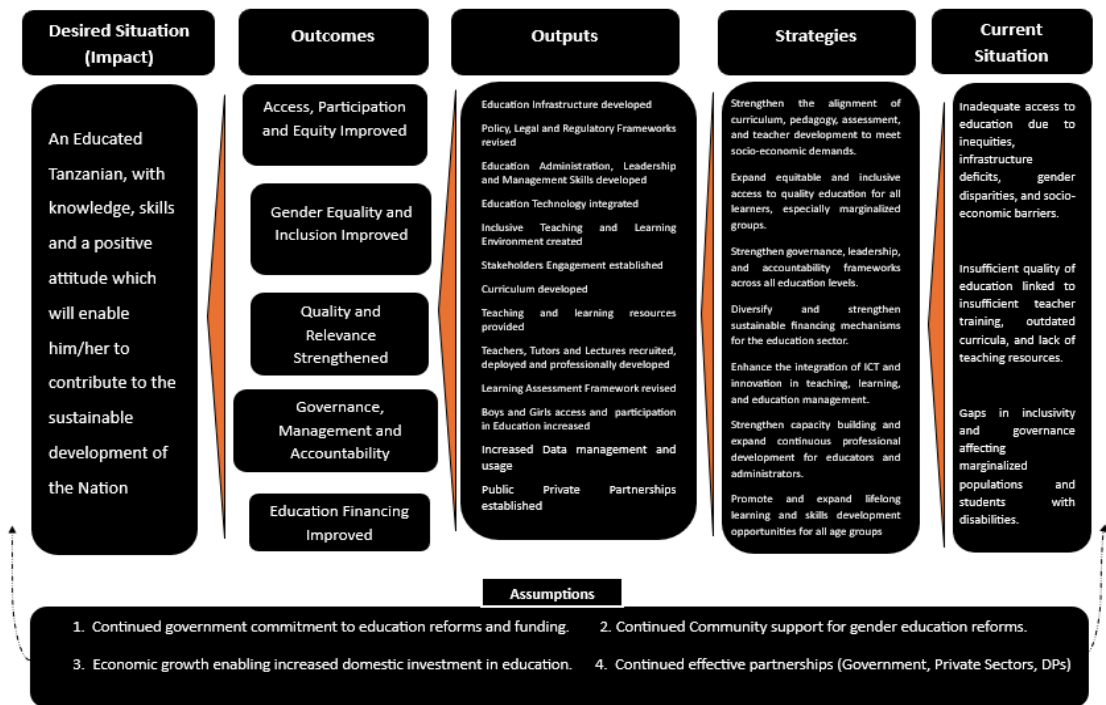 Desired Situation
(Impact)
Outcomes
Outputs
Strategies
Current
Situation
An Educated
Tanzanian, with
knowledge, skills
and a positive
attitude which
will enable
him/her to
contribute to the
sustainable
development of
the Nation
Access, Participation
and Equity Improved
Gender Equality and
Inclusion Improved
Quality and
Relevance
Strengthened
Governance,
Management and
Accountability
Education Financing
Improved
Education Infrastructure developed
Policy, Legal and Regulatory Frameworks
revised
Education Administration, Leadership
and Management Skills developed
Education Technology integrated
Inclusive Teaching and Learning
Environment created
Stakeholders Engagement established
Curriculum developed
Teaching and learning resources
provided
Teachers, Tutors and Lectures recruited,
deployed and professionally developed
Learning Assessment Framework revised
Boys and Girls access and participation
in Education increased
Increased Data management and
usage
Public Private Partnerships
established
Strengthen the alignment of
curriculum, pedagogy, assessment,
and teacher development to meet
socio-economic demands.
Expand equitable and inclusive
access to quality education for all
learners, especially marginalized
groups.
Strengthen governance, leadership,
and accountability frameworks
across all education levels.
Diversify and strengthen
sustainable financing mechanisms
for the education sector.
Enhance the integration of ICT and
innovation in teaching, learning,
and education management.
Strengthen capacity building and
expand continuous professional
development for educators and
administrators.
Promote and expand lifelong
learning and skills development
opportunities for all age groups
Inadequate access to
education due to
inequities,
infrastructure
deficits, gender
disparities, and socio-
economic barriers.
Insufficient quality of
education linked to
insufficient teacher
training, outdated
curricula, and lack of
teaching resources.
Gaps in inclusivity
and governance
affecting
marginalized
populations and
students with
disabilities.
Assumptions
1. Continued government commitment to education reforms and funding.
2. Continued Community support for gender education reforms.
3. Economic growth enabling increased domestic investment in education.
4. Continued effective partnerships (Government, Private Sectors, DPs)